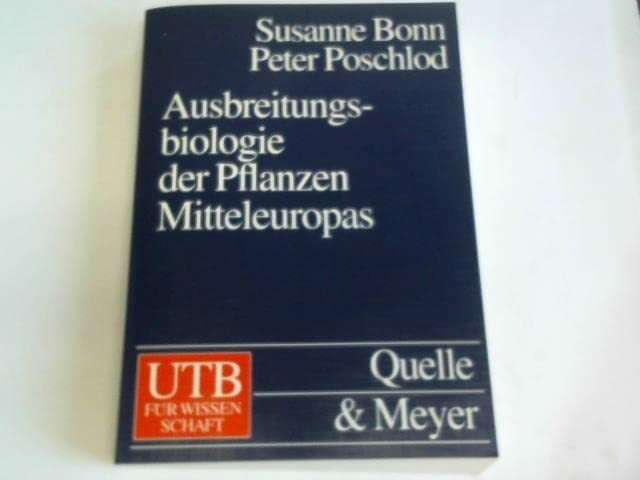 Susanne Bonn
Peter Poschlod
Ausbreitungs-
biologie
der Pflanzen
Mitteleuropas
UTB
FÜR WISSEN
SCHAFT
Quelle
& Meyer